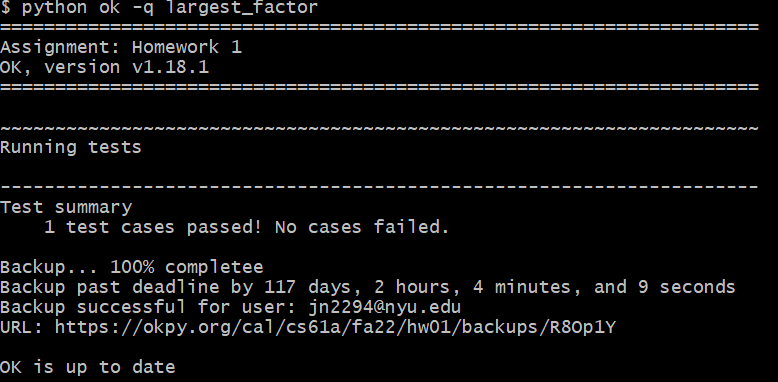 $ python ok -q largest_factor
=====================================================================
Assignment: Homework 1
OK, version v1.18.1
=====================================================================
~~~~~~~~~~~~~~~~~~~~~~~~~~~~~~~~~~~~~~~~~~~~~~~~~~~~~~~~~~~~~~~~~~~~~
Running tests
---------------------------------------------------------------------
Test summary
    1 test cases passed! No cases failed.
Backup... 100% completee
Backup past deadline by 117 days, 2 hours, 4 minutes, and 9 seconds
Backup successful for user: jn2294@nyu.edu
URL: https://okpy.org/cal/cs61a/fa22/hw01/backups/R8Op1Y
OK is up to date